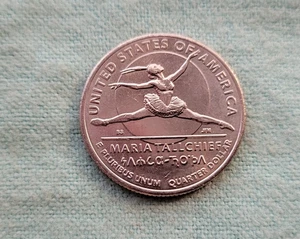 UNITED STATES OF AMERICA
MARIA TALLCHIEF
E PLURIBUS UNUM QUARTER DOLLAR